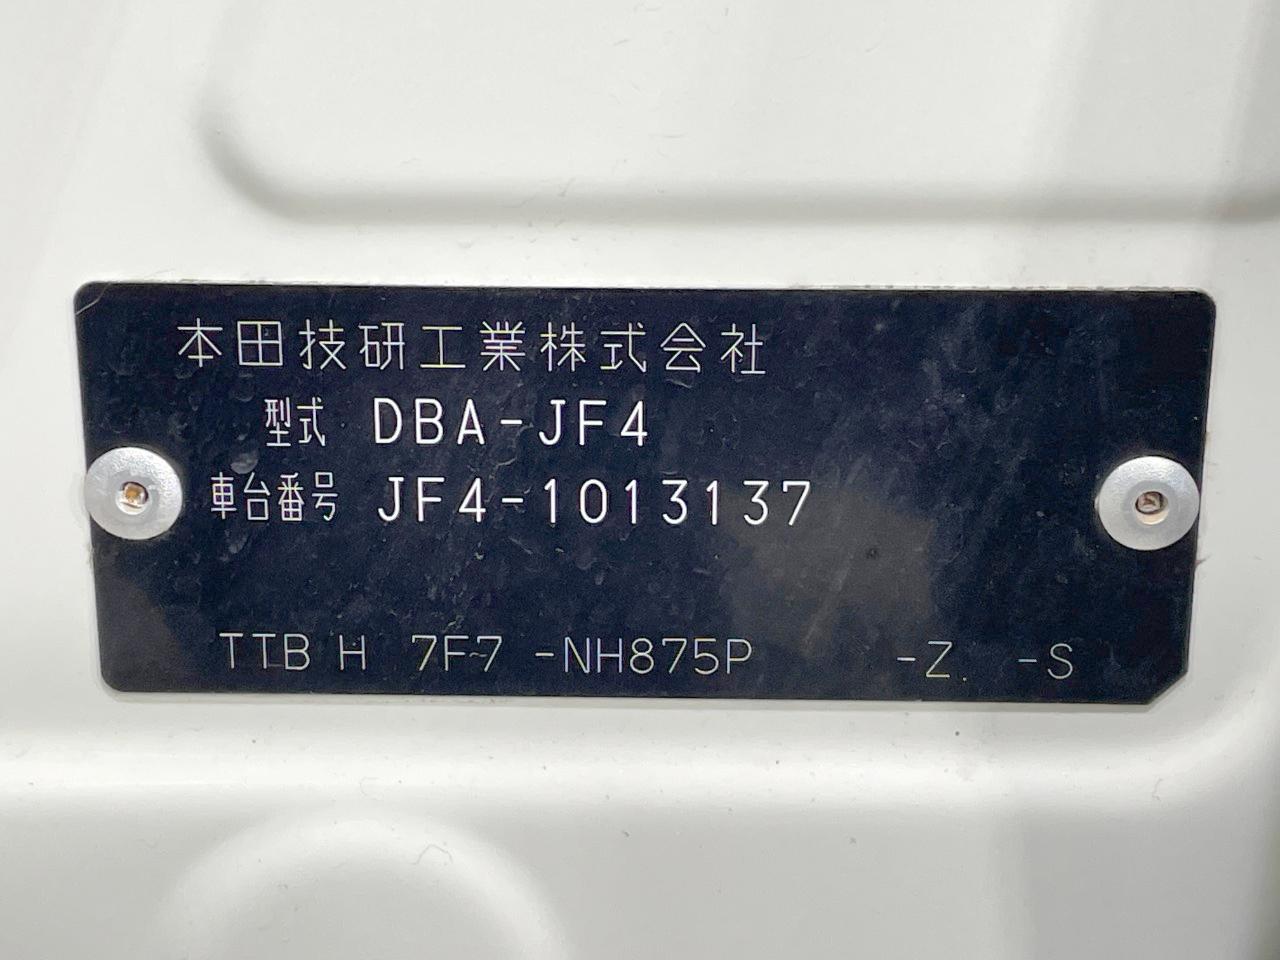 本田技研工業株式会社
型式 DBA-JF4
車台番号 JF4-1013137
TTB H 7F7 -NH875P -Z. -S